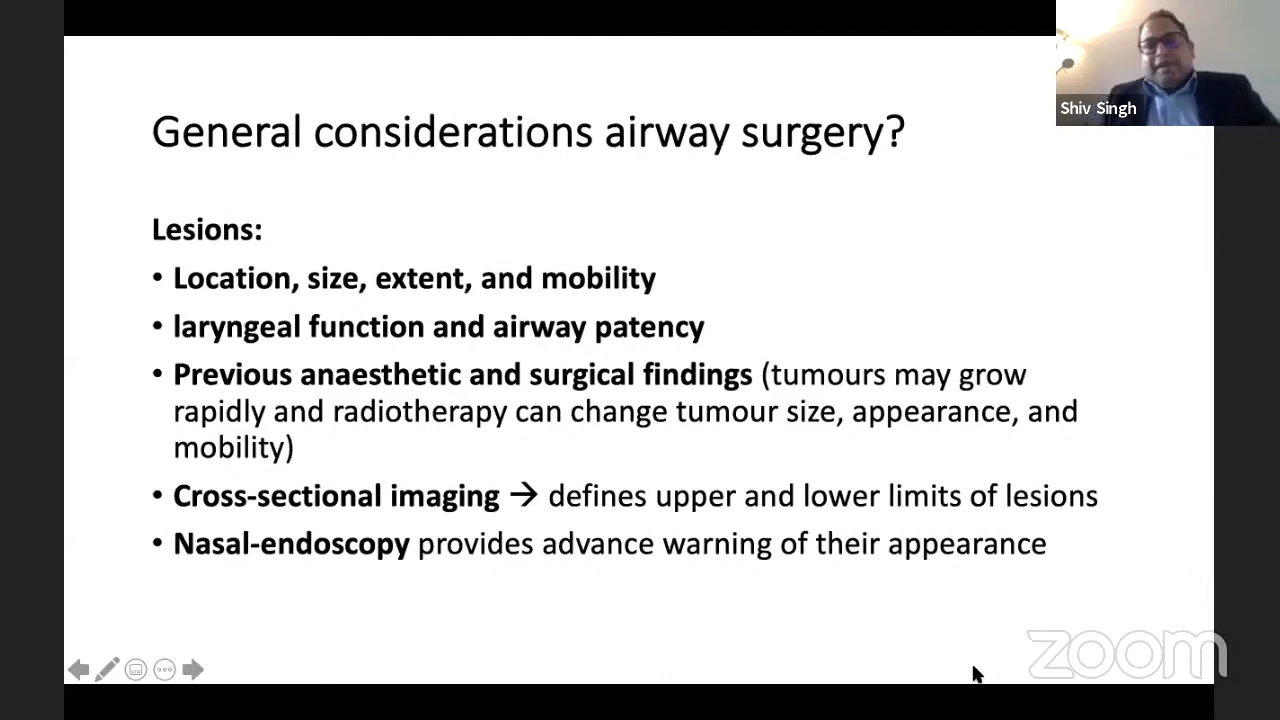 Shiv Singh
General considerations airway surgery?
Lesions:
• Location, size, extent, and mobility
• laryngeal function and airway patency
• Previous anaesthetic and surgical findings (tumours may grow
rapidly and radiotherapy can change tumour size, appearance, and
mobility)
• Cross-sectional imaging → defines upper and lower limits of lesions
• Nasal-endoscopy provides advance warning of their appearance
zoom